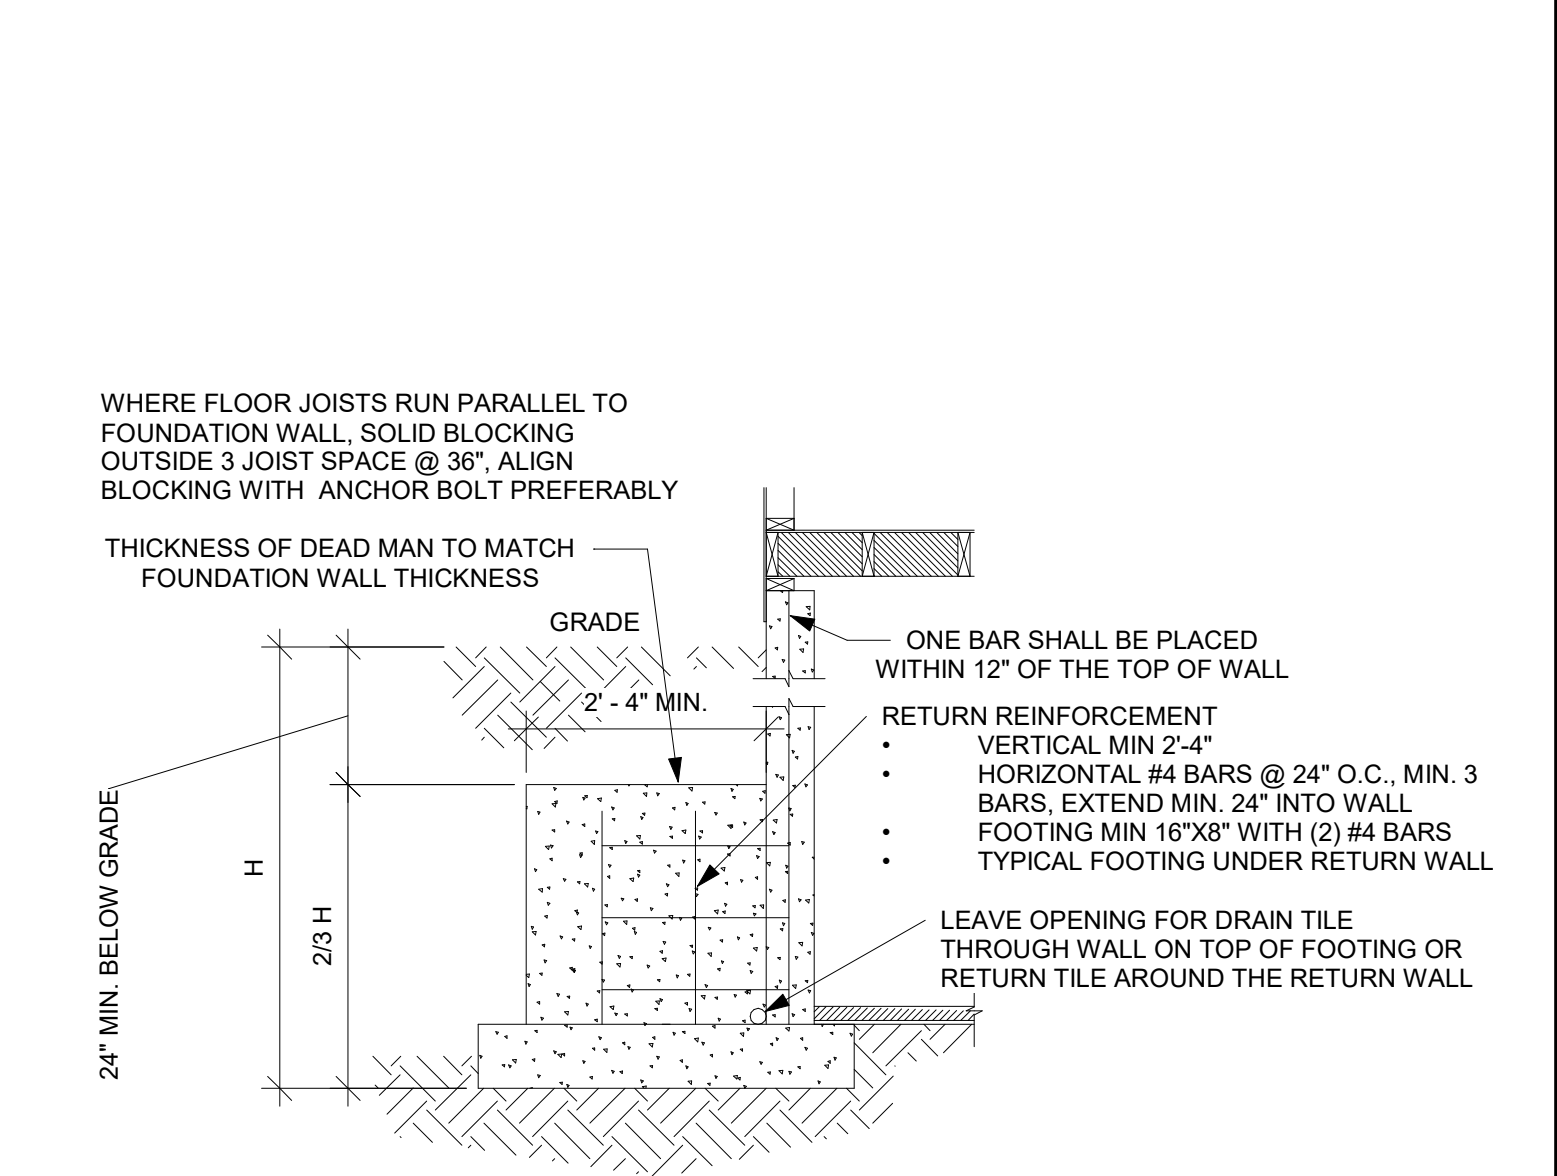 WHERE FLOOR JOISTS RUN PARALLEL TO
FOUNDATION WALL, SOLID BLOCKING
OUTSIDE 3 JOIST SPACE @ 36", ALIGN
BLOCKING WITH ANCHOR BOLT PREFERABLY
THICKNESS OF DEAD MAN TO MATCH
FOUNDATION WALL THICKNESS
GRADE
2' - 4" MIN.
24" MIN. BELOW GRADE
H
2/3 H
ONE BAR SHALL BE PLACED
WITHIN 12" OF THE TOP OF WALL
RETURN REINFORCEMENT
• VERTICAL MIN 2'-4"
• HORIZONTAL #4 BARS @ 24" O.C., MIN. 3
BARS, EXTEND MIN. 24" INTO WALL
• FOOTING MIN 16"X8" WITH (2) #4 BARS
• TYPICAL FOOTING UNDER RETURN WALL
LEAVE OPENING FOR DRAIN TILE
THROUGH WALL ON TOP OF FOOTING OR
RETURN TILE AROUND THE RETURN WALL